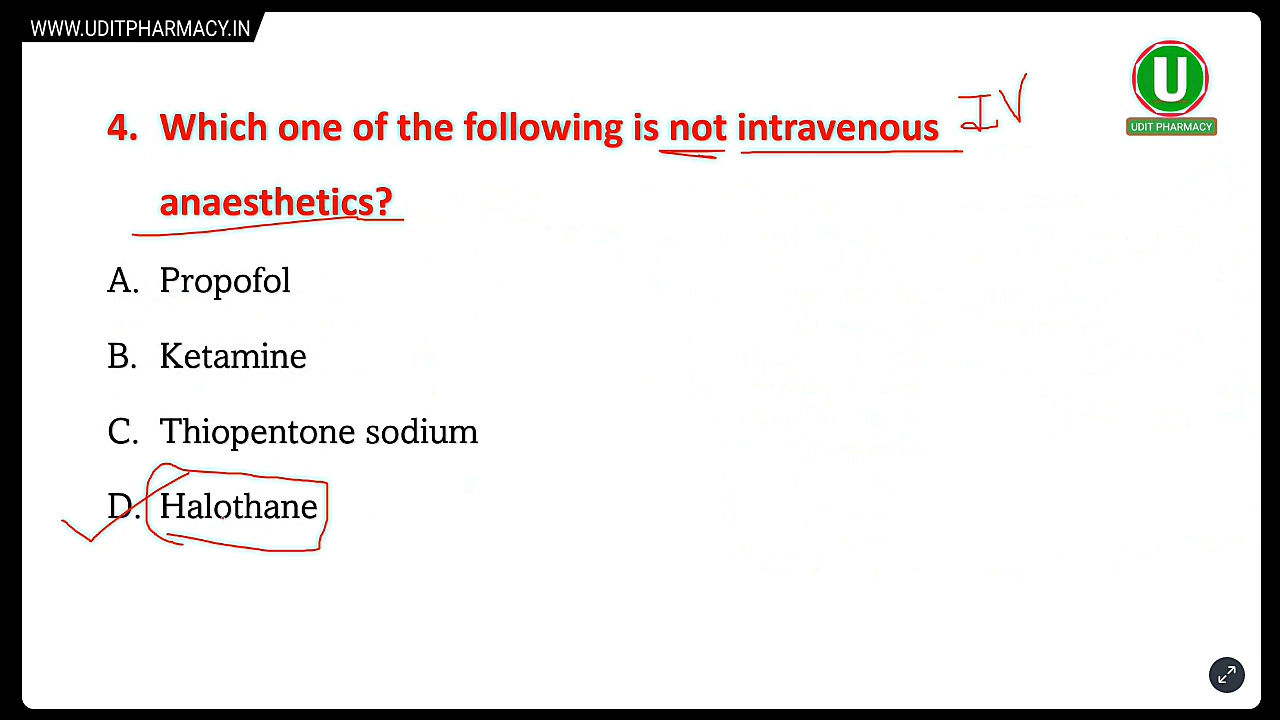 WWW.UDITPHARMACY.IN
U
UDIT PHARMACY
4. Which one of the following is not intravenous IV
anaesthetics?
A. Propofol
B. Ketamine
C. Thiopentone sodium
D. Halothane